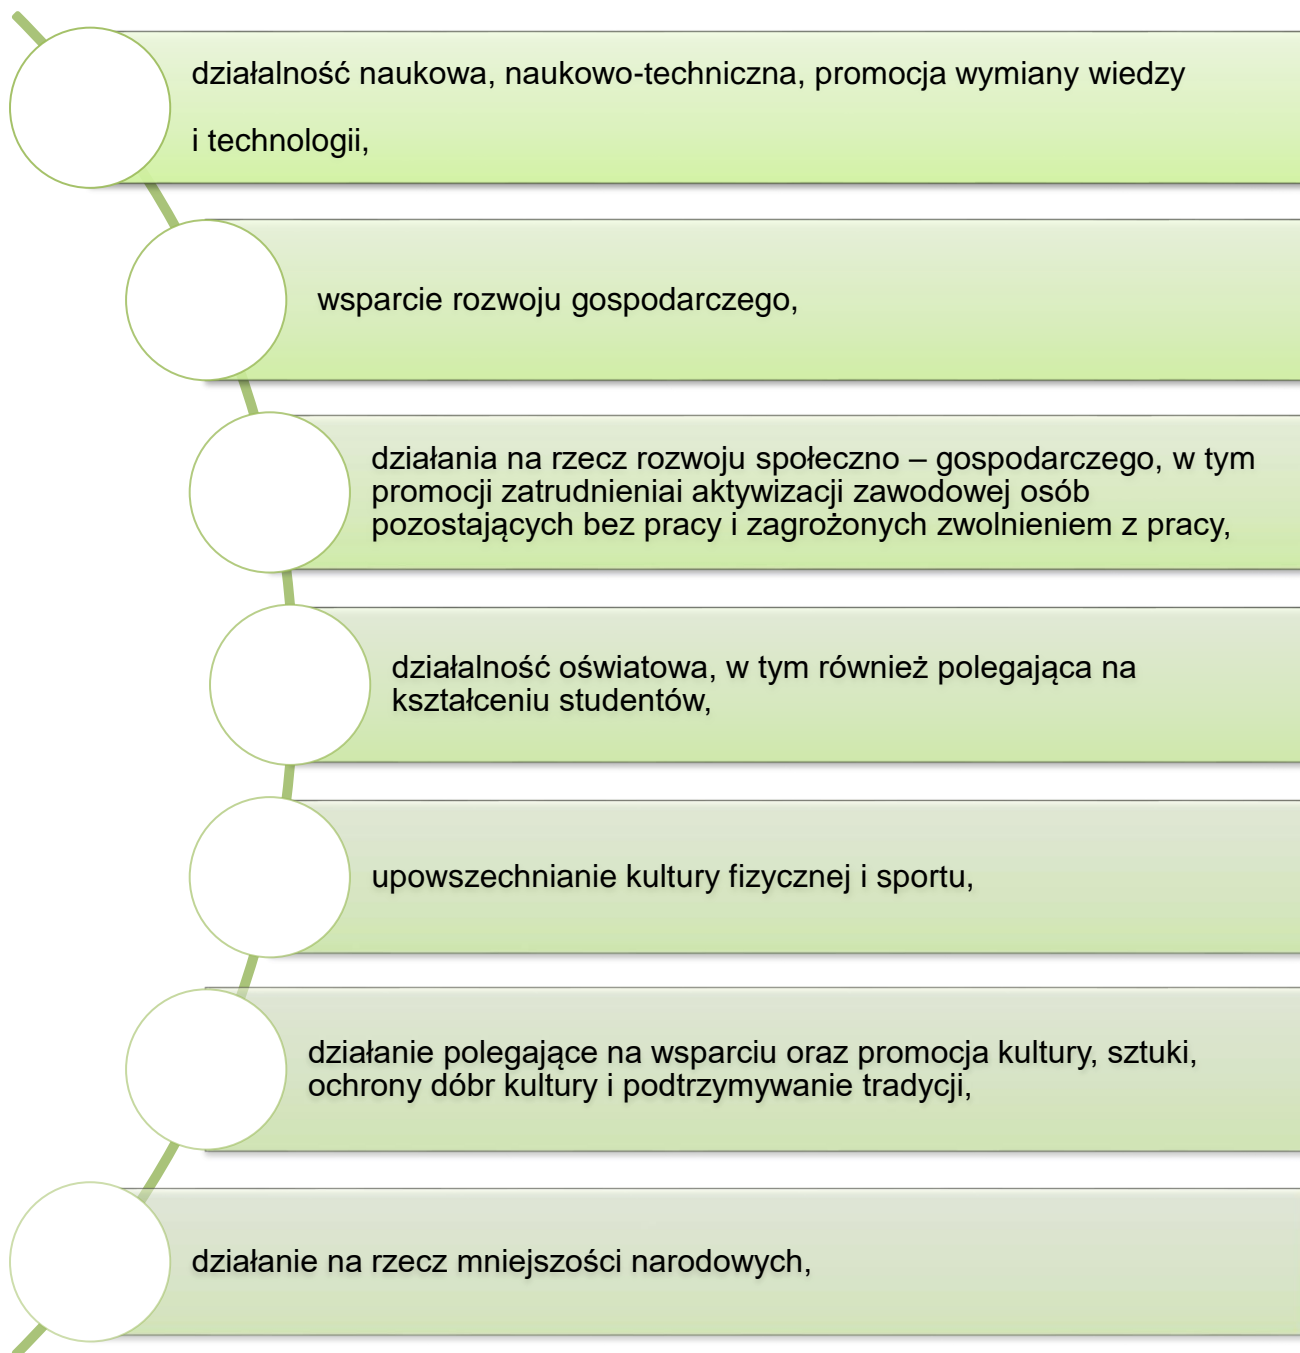 działalność naukowa, naukowo-techniczna, promocja wymiany wiedzy
i technologii,
wsparcie rozwoju gospodarczego,
działania na rzecz rozwoju społeczno – gospodarczego, w tym
promocji zatrudnieniai aktywizacji zawodowej osób
pozostających bez pracy i zagrożonych zwolnieniem z pracy,
działalność oświatowa, w tym również polegająca na
kształceniu studentów,
upowszechnianie kultury fizycznej i sportu,
działanie polegające na wsparciu oraz promocja kultury, sztuki,
ochrony dóbr kultury i podtrzymywanie tradycji,
działanie na rzecz mniejszości narodowych,